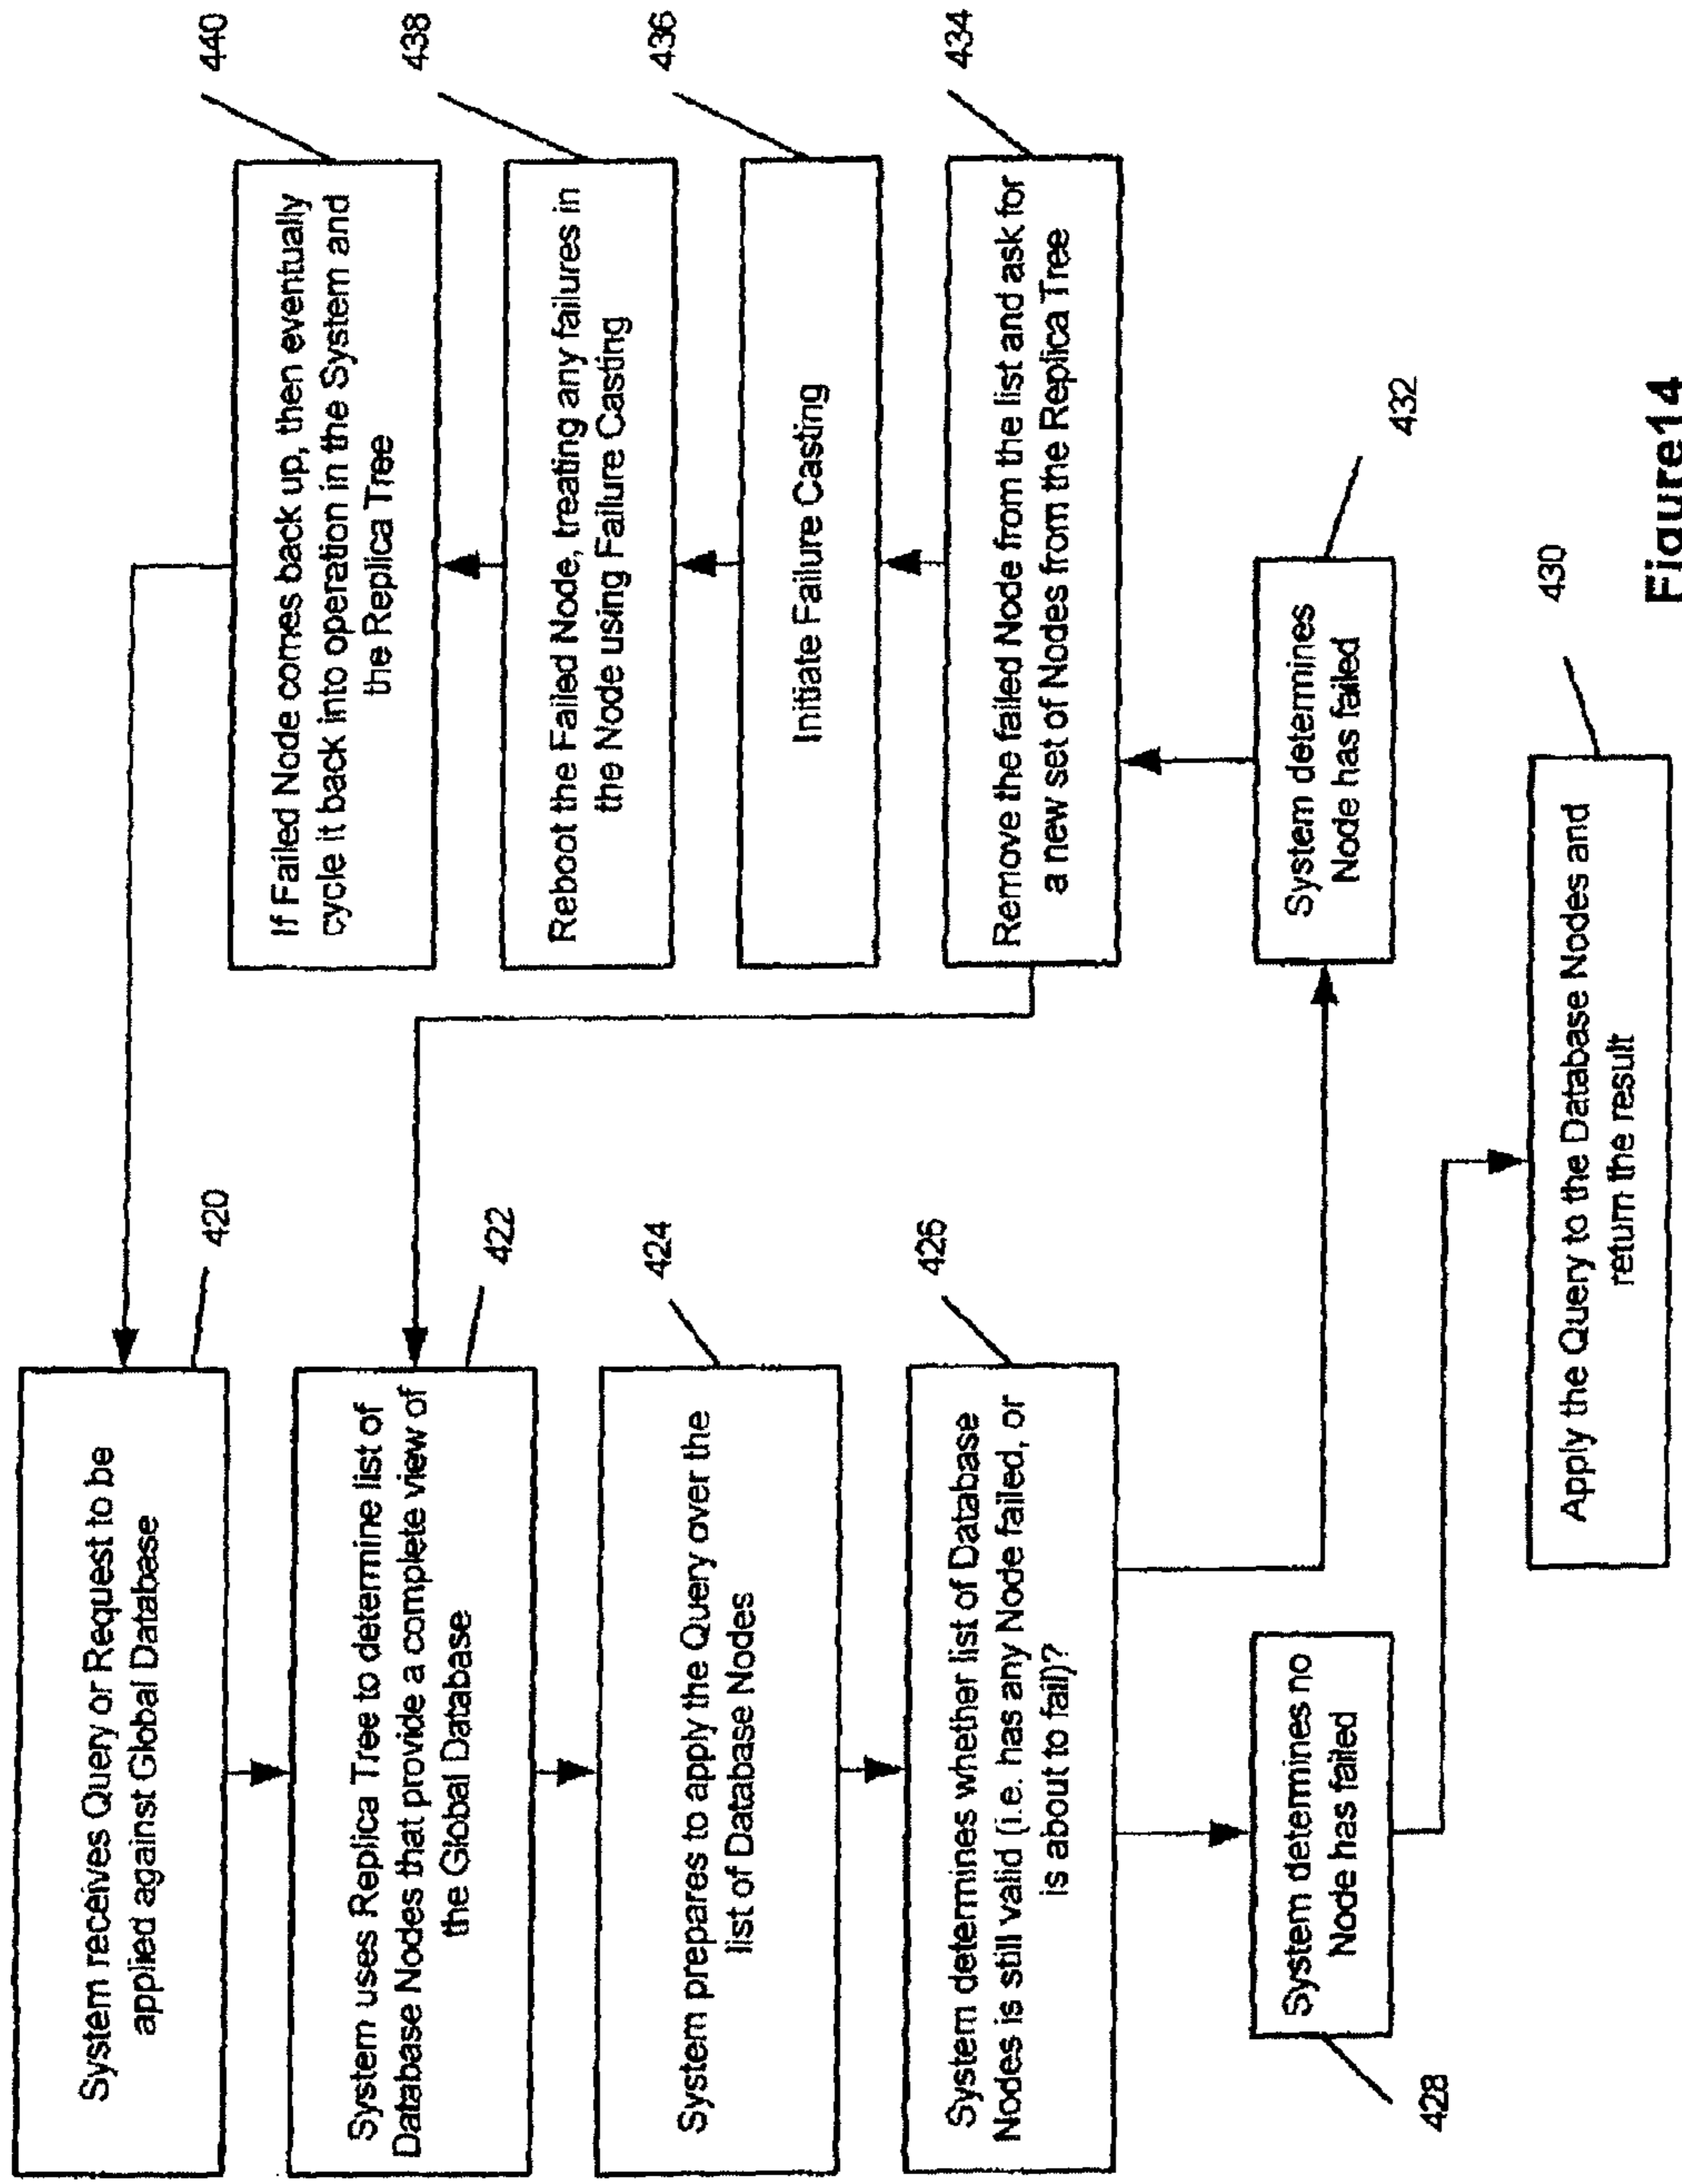 System receives Query or Request to be
applied against Global Database
420
System uses Replica Tree to determine list of
Database Nodes that provide a complete view of
the Global Database
422
System prepares to apply the Query over the
list of Database Nodes
424
System determines whether list of Database
Nodes is still valid (i.e. has any Node failed, or
is about to fail)?
426
System determines no
Node has failed
428
Apply the Query to the Database Nodes and
return the result
430
System determines
Node has failed
432
Remove the failed Node from the list and ask for
a new set of Nodes from the Replica Tree
434
Initiate Failure Casting
436
Reboot the Failed Node, treating any failures in
the Node using Failure Casting
438
If Failed Node comes back up, then eventually
cycle it back into operation in the System and
the Replica Tree
440
Figure14